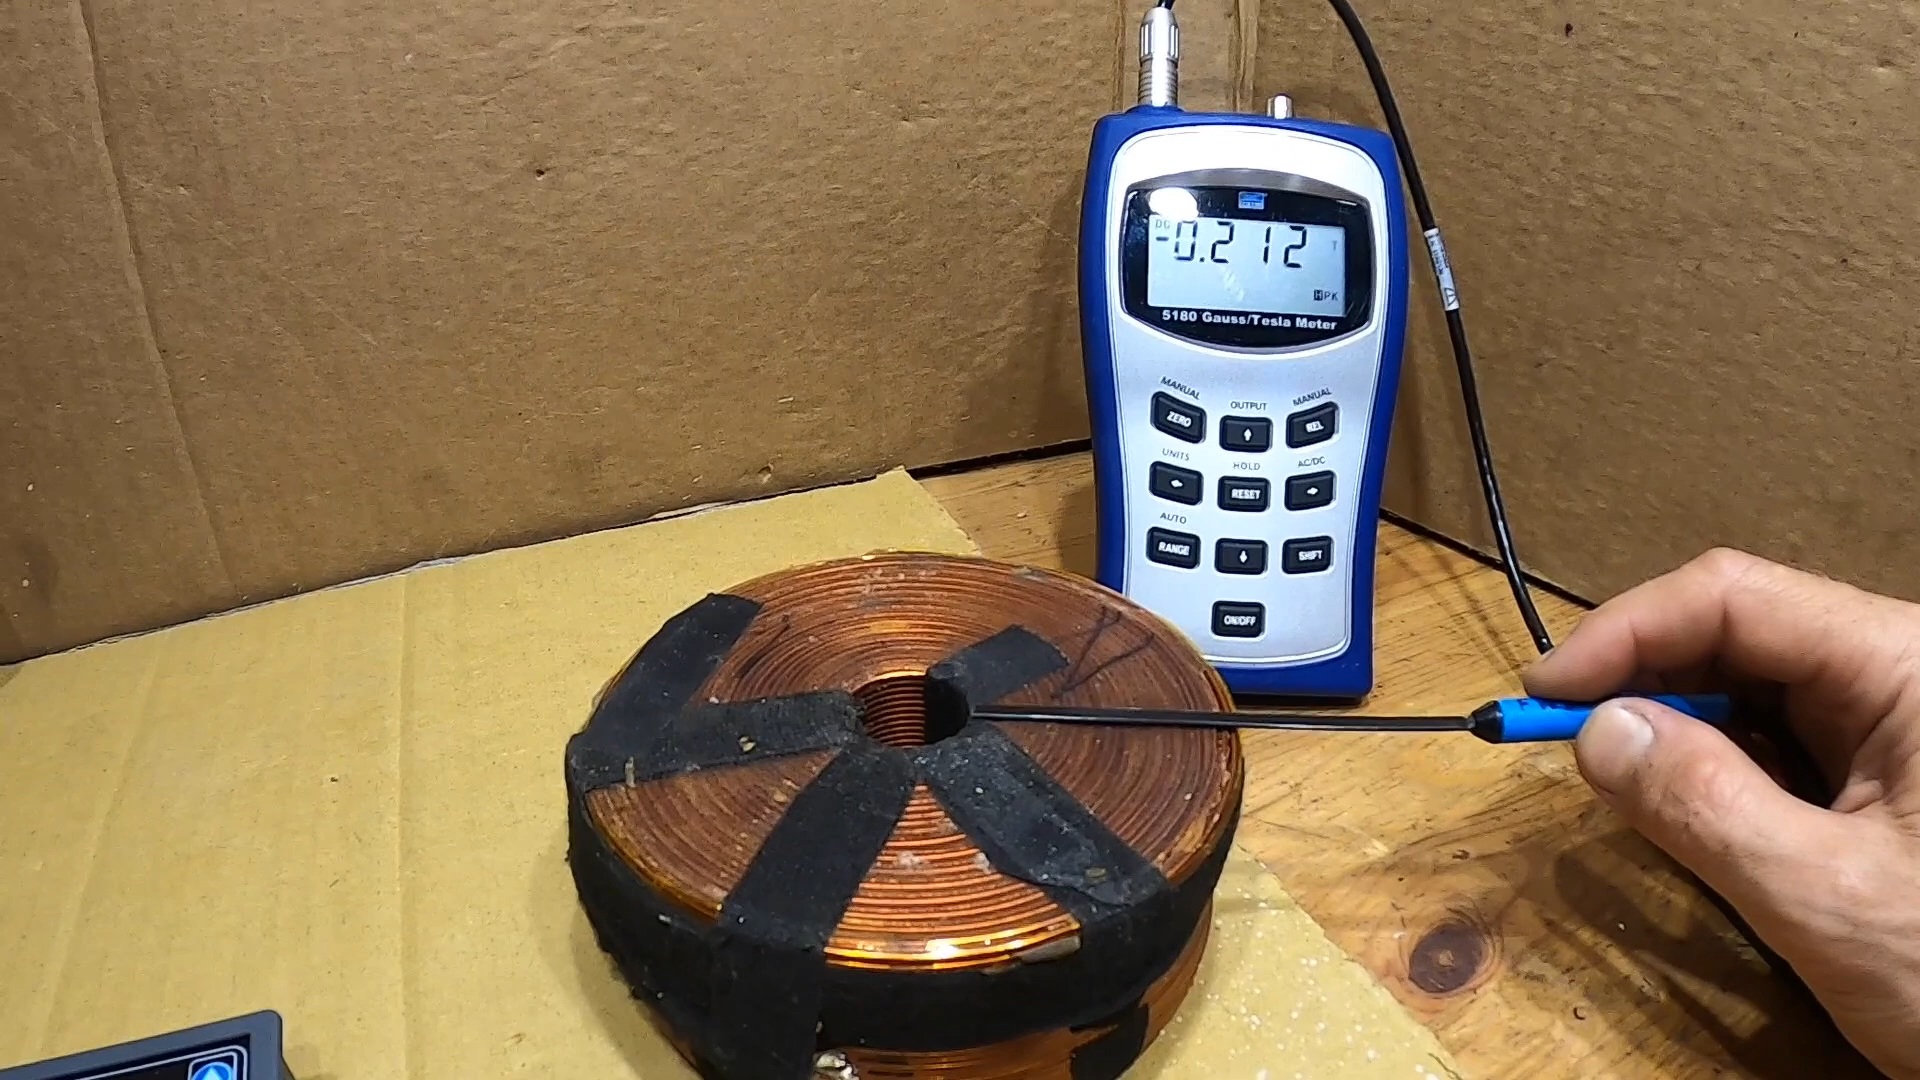 DC
-0.212 T
HPK
5180 Gauss/Tesla Meter
MANUAL OUTPUT MANUAL
ZERO REL
UNITS HOLD AC/DC
RESET
AUTO
RANGE SHIFT
ON/OFF